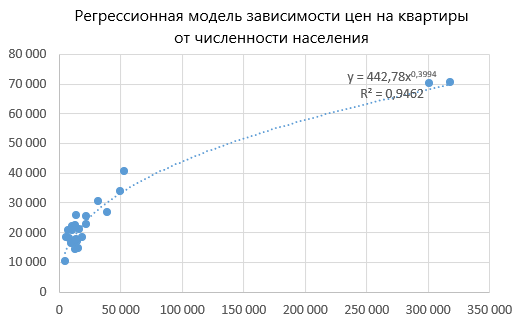 Регрессионная модель зависимости цен на квартиры
от численности населения
80 000
70 000
60 000
50 000
40 000
30 000
20 000
10 000
0
y = 442,78x^0,3994
R² = 0,9462
0 50 000 100 000 150 000 200 000 250 000 300 000 350 000